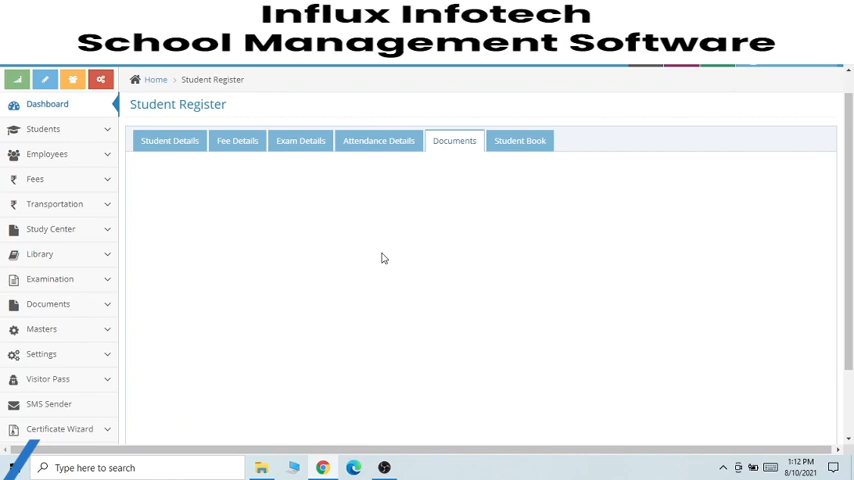 Influx Infotech
School Management Software
Home > Student Register
Dashboard
Student Register
Students
Student Details
Fee Details
Exam Details
Attendance Details
Documents
Student Book
Employees
₹ Fees
₹ Transportation
Study Center
Library
Examination
Documents
Masters
Settings
Visitor Pass
SMS Sender
Certificate Wizard
Type here to search
1:12 PM
8/10/2021